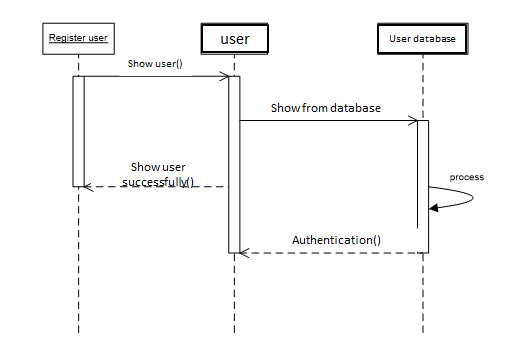 Register user
user
User database
Show user()
Show from database
Show user
successfully()
process
Authentication()